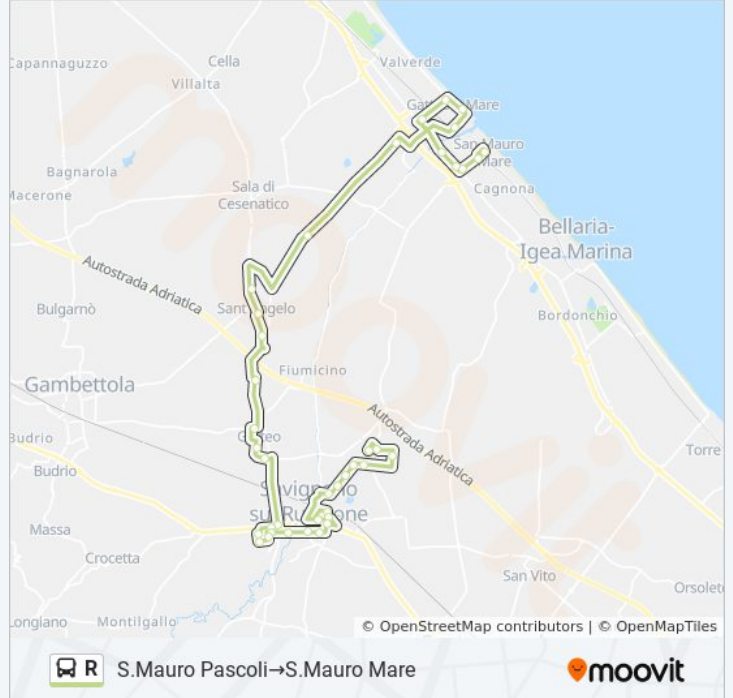 Capannaguzzo
Cella
Valverde
Villalta
Gatteo a Mare
San Mauro
Mare
Bagnarola
Macerone
Sala di
Cesenatico
Cagnona
Bellaria-
Igea Marina
Autostrada Adriatica
Bulgarnò
Sant'Angelo
Bordonchio
Fiumicino
Gambettola
Autostrada Adriatica
Budrio
Gatteo
Torre
Budrio
Savignano
sul Rubicone
Massa
Crocetta
San Vito
Orsoleto
Longiano
Montilgallo
moovit
© OpenStreetMap contributors | © OpenMapTiles
R
S.Mauro Pascoli→S.Mauro Mare
moovit